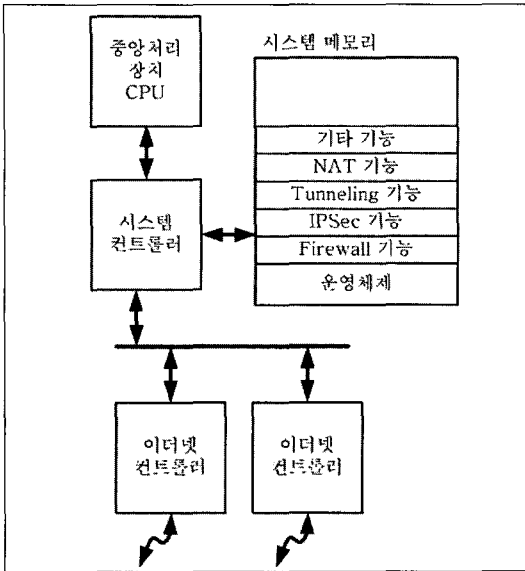 중앙처리
장치
CPU
시스템 메모리
기타 기능
NAT 기능
Tunneling 기능
IPSec 기능
Firewall 기능
운영체제
시스템
컨트롤러
이더넷
컨트롤러
이더넷
컨트롤러